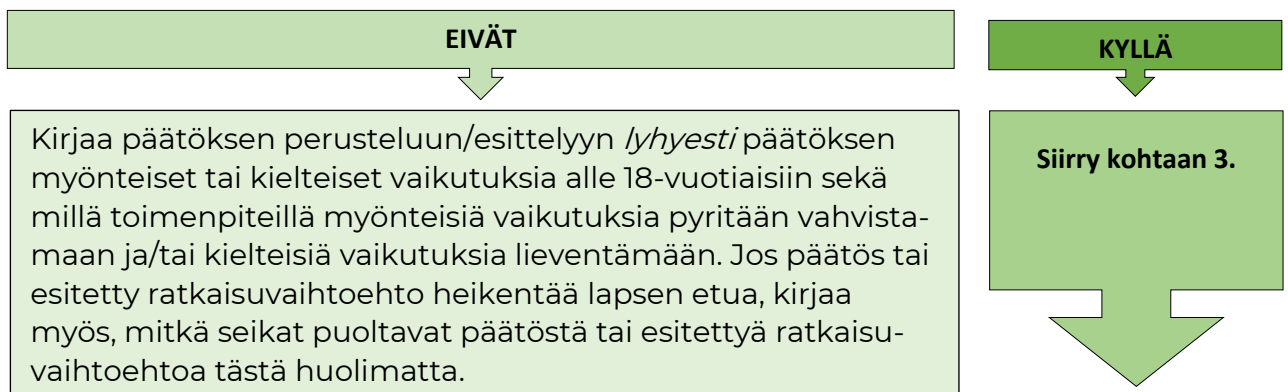 EIVÄT
KYLLÄ
Kirjaa päätöksen perusteluun/esittelyyn lyhyesti päätöksen
myönteiset tai kielteiset vaikutuksia alle 18-vuotiaisiin sekä
millä toimenpiteillä myönteisiä vaikutuksia pyritään vahvista-
maan ja/tai kielteisiä vaikutuksia lieventämään. Jos päätös tai
esitetty ratkaisuvaihtoehto heikentää lapsen etua, kirjaa
myös, mitkä seikat puoltavat päätöstä tai esitettyä ratkaisu-
vaihtoehtoa tästä huolimatta.
Siirry kohtaan 3.